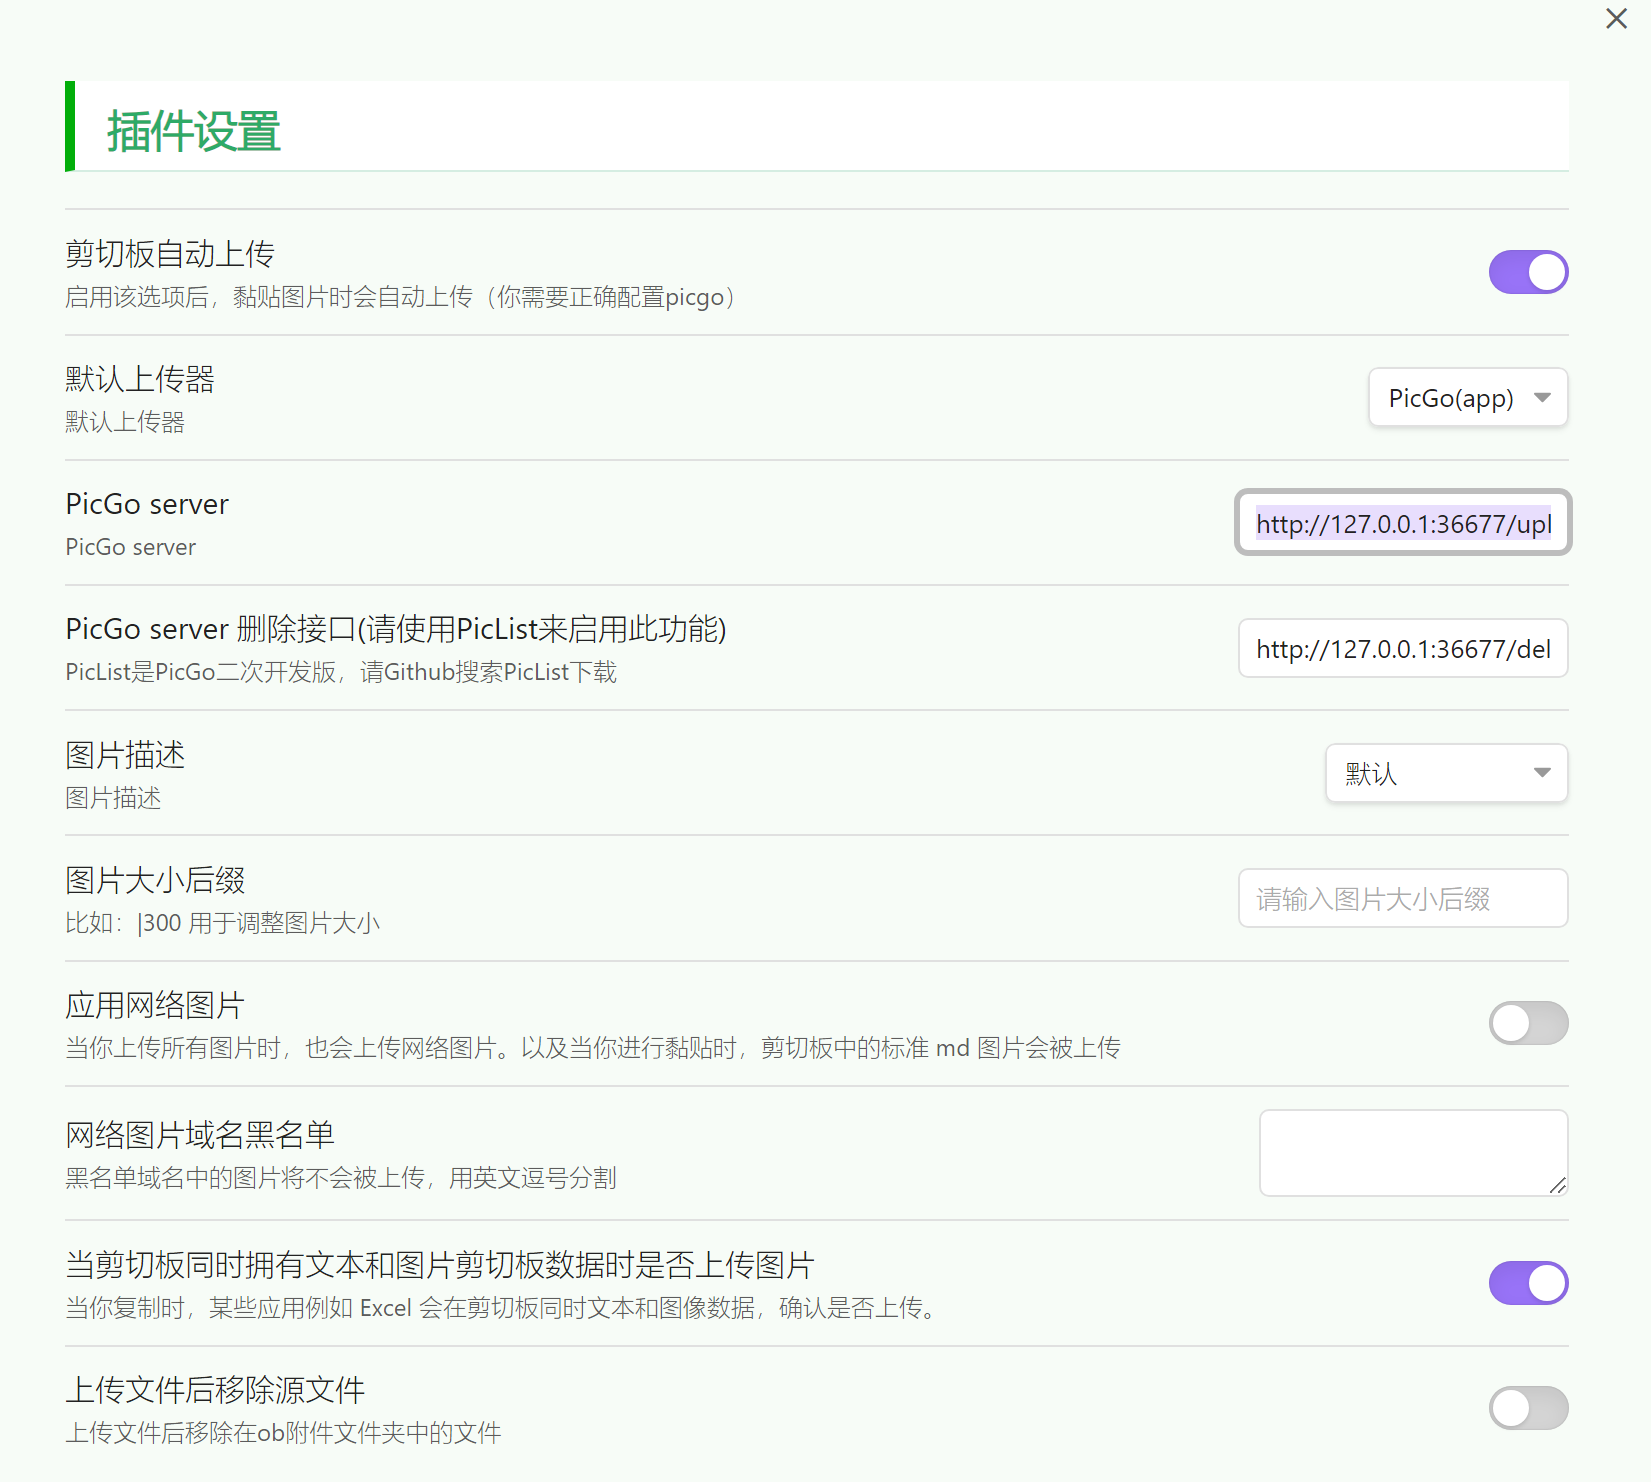 插件设置
剪切板自动上传
启用该选项后，黏贴图片时会自动上传（你需要正确配置picgo）
默认上传器
默认上传器
PicGo(app)
PicGo server
PicGo server
http://127.0.0.1:36677/upl
PicGo server 删除接口(请使用PicList来启用此功能)
PicList是PicGo二次开发版，请Github搜索PicList下载
http://127.0.0.1:36677/del
图片描述
图片描述
默认
图片大小后缀
比如：|300 用于调整图片大小
请输入图片大小后缀
应用网络图片
当你上传所有图片时，也会上传网络图片。以及当你进行黏贴时，剪切板中的标准 md 图片会被上传
网络图片域名黑名单
黑名单域名中的图片将不会被上传，用英文逗号分割
当剪切板同时拥有文本和图片剪切板数据时是否上传图片
当你复制时，某些应用例如 Excel 会在剪切板同时文本和图像数据，确认是否上传。
上传文件后移除源文件
上传文件后移除在ob附件文件夹中的文件